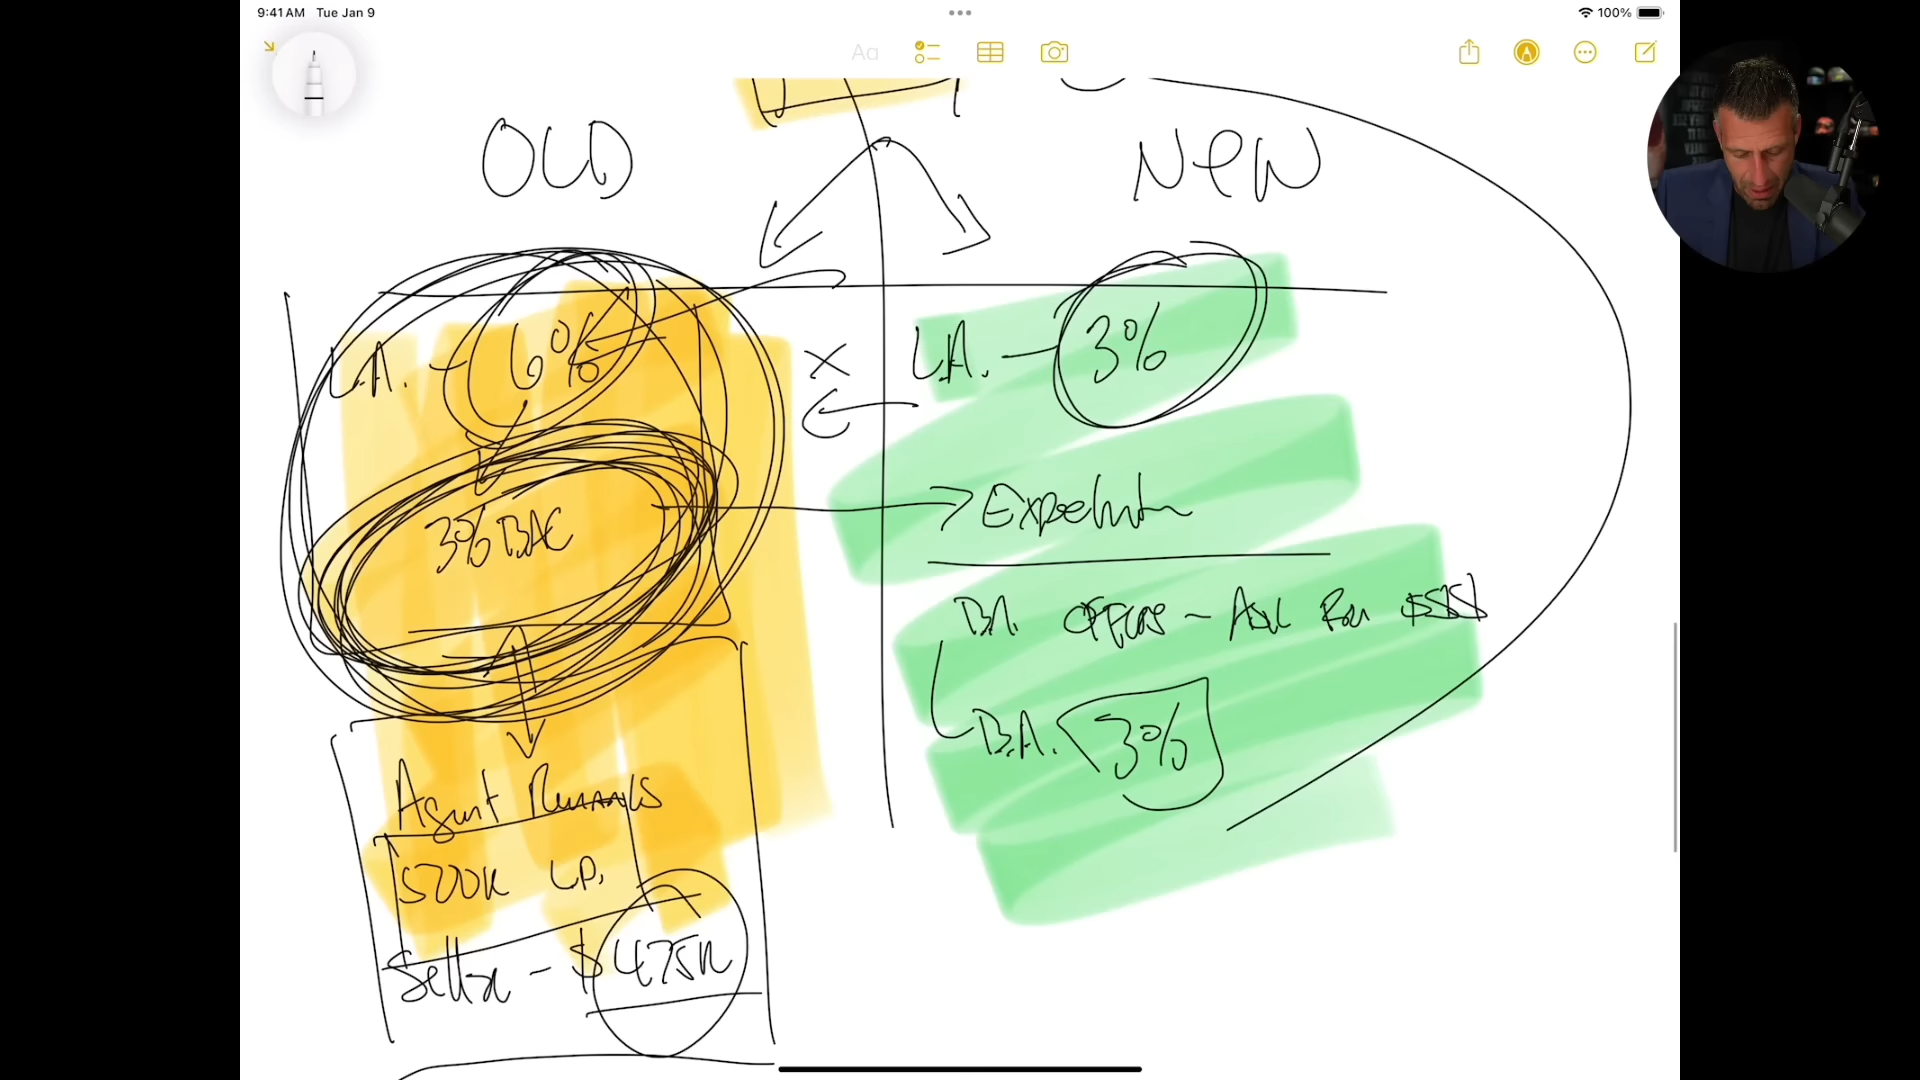 9:41 AM Tue Jan 9
100%
Aa
OLD
NEW
L.A. - 6%
X
L.A. - 3%
3% BAC
B.A. OFFERS - ASK FOR $$$
B.A. 3%
Agent Remarks
500K L.P.
Seller - $475K